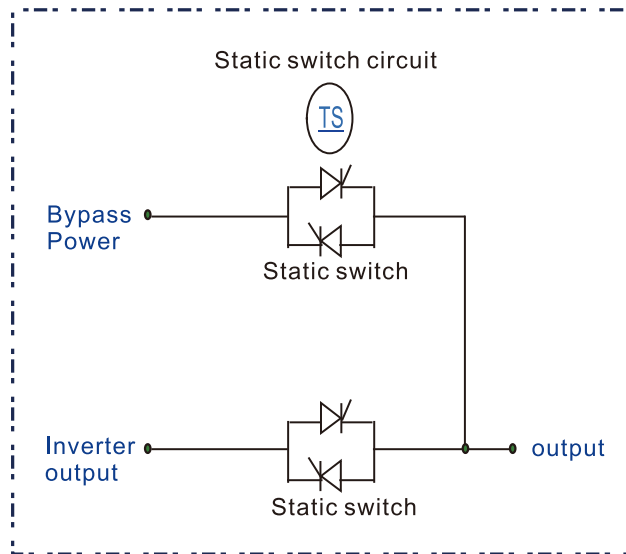 Static switch circuit
TS
Bypass
Power
Static switch
Inverter
output
output
Static switch